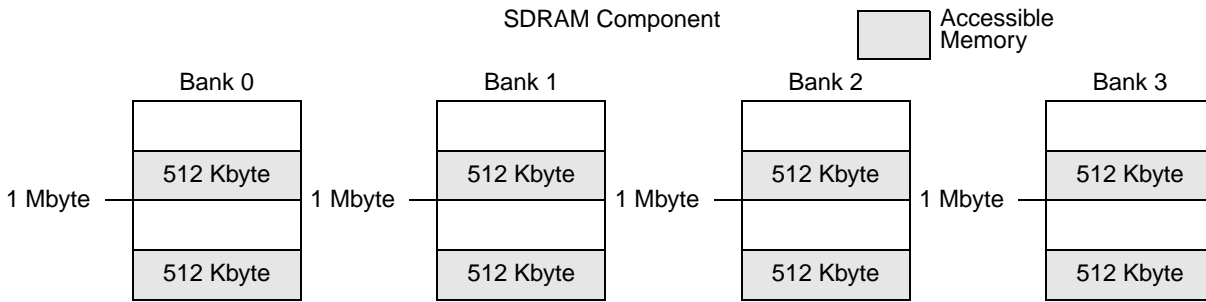 SDRAM Component
Accessible
Memory
Bank 0
Bank 1
Bank 2
Bank 3
512 Kbyte
512 Kbyte
512 Kbyte
512 Kbyte
1 Mbyte
1 Mbyte
1 Mbyte
1 Mbyte
512 Kbyte
512 Kbyte
512 Kbyte
512 Kbyte